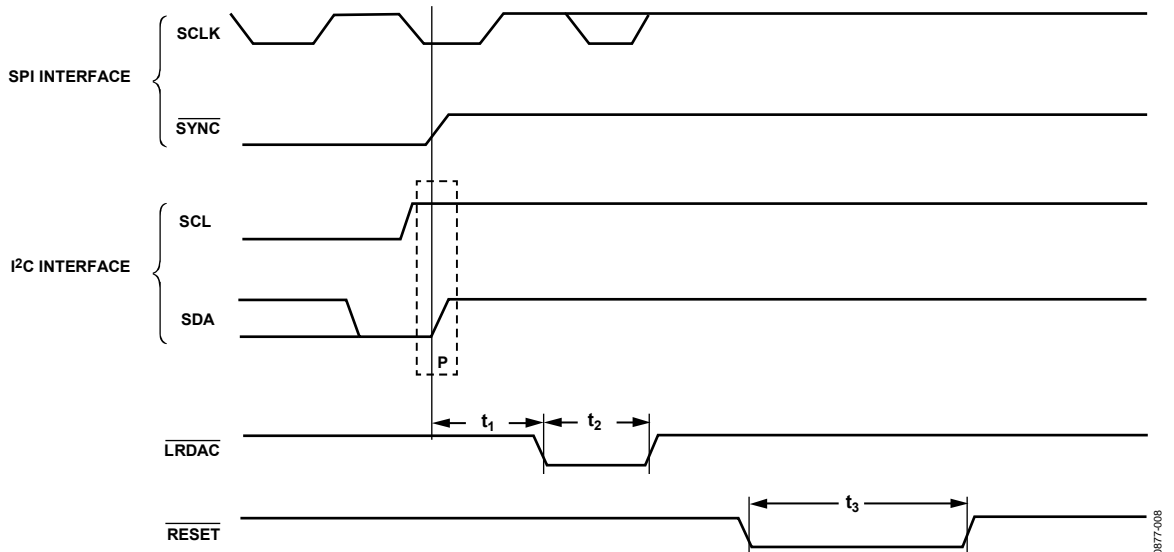 SCLK
SPI INTERFACE
SYNC
SCL
I2C INTERFACE
SDA
P
t1
t2
LRDAC
t3
RESET